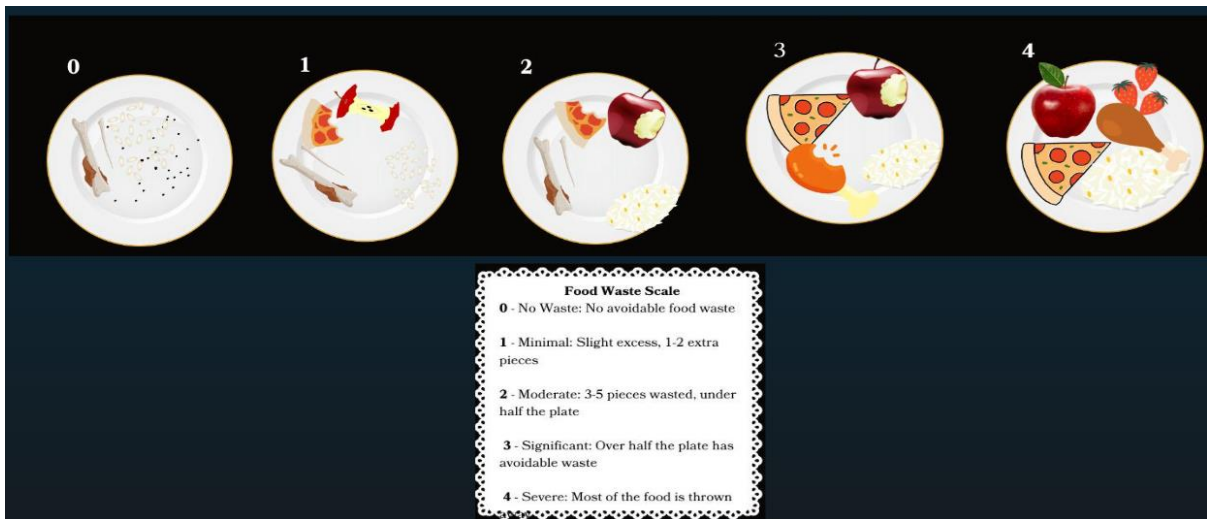 0
1
2
3
4
Food Waste Scale
0 - No Waste: No avoidable food waste
1 - Minimal: Slight excess, 1-2 extra
pieces
2 - Moderate: 3-5 pieces wasted, under
half the plate
3 - Significant: Over half the plate has
avoidable waste
4 - Severe: Most of the food is thrown